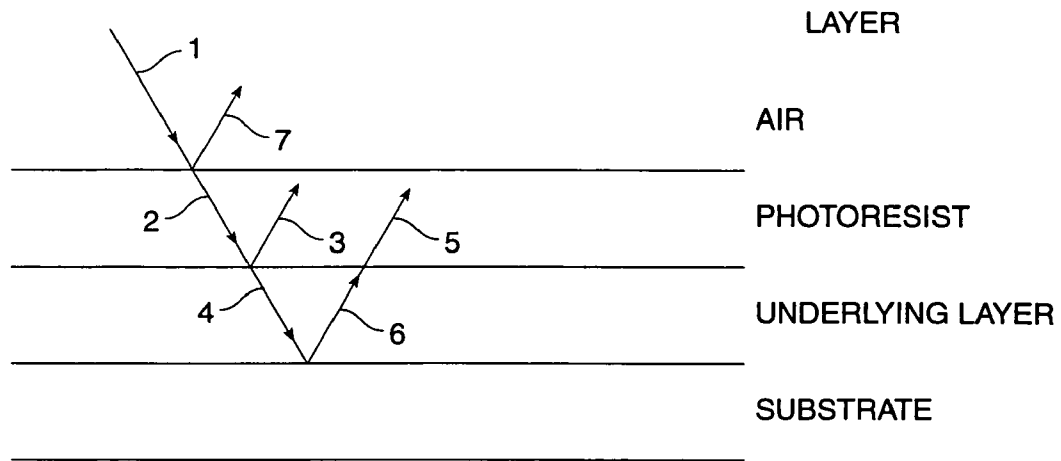 LAYER
1
AIR
7
2
3
5
PHOTORESIST
4
6
UNDERLYING LAYER
SUBSTRATE